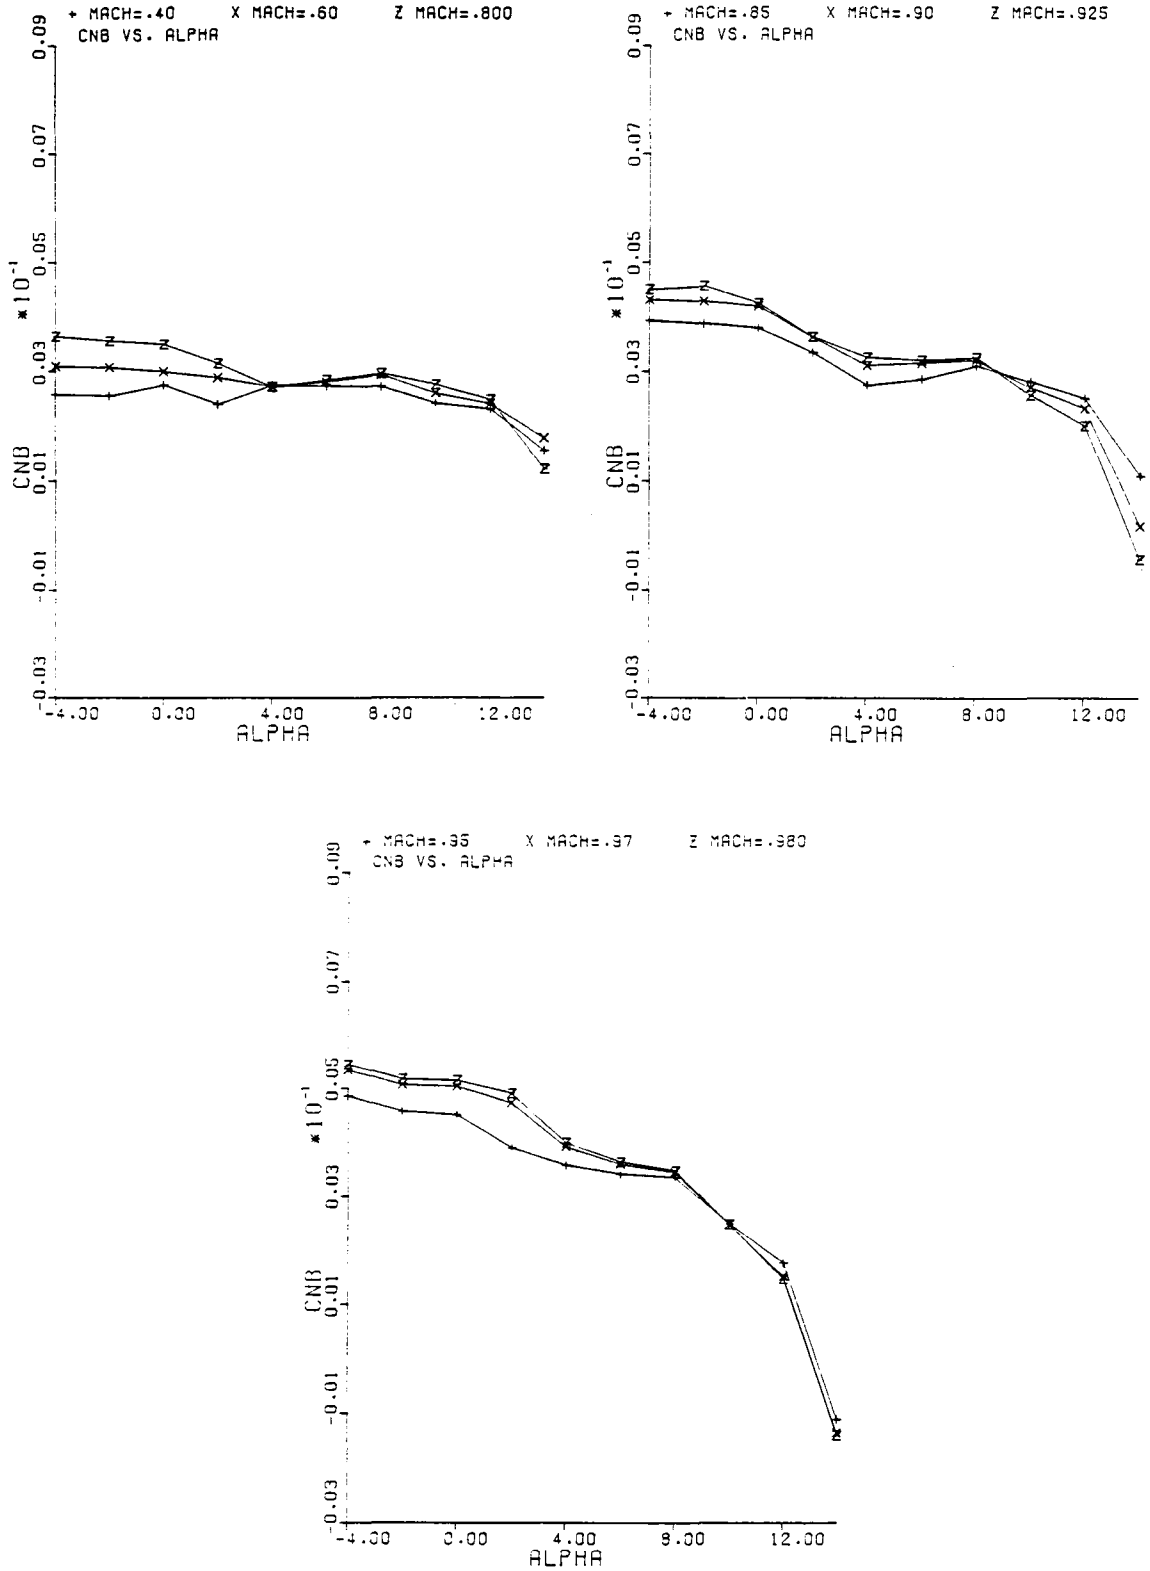 + MACH=.40 X MACH=.60 Z MACH=.800
CNB VS. ALPHA
0.09
0.07
0.05
0.03
0.01
-0.01
-0.03
CNB *10⁻¹
-4.00 0.00 4.00 8.00 12.00
ALPHA
+ MACH=.85 X MACH=.90 Z MACH=.925
CNB VS. ALPHA
0.09
0.07
0.05
0.03
0.01
-0.01
-0.03
CNB *10⁻¹
-4.00 0.00 4.00 8.00 12.00
ALPHA
+ MACH=.95 X MACH=.97 Z MACH=.980
CNB VS. ALPHA
0.09
0.07
0.05
0.03
0.01
-0.01
-0.03
CNB *10⁻¹
-4.00 0.00 4.00 8.00 12.00
ALPHA